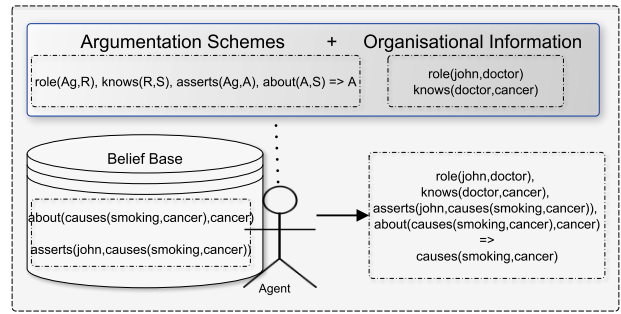 Argumentation Schemes + Organisational Information
role(Ag,R), knows(R,S), asserts(Ag,A), about(A,S) => A
role(john,doctor)
knows(doctor,cancer)
Belief Base
about(causes(smoking,cancer),cancer)
asserts(john,causes(smoking,cancer))
Agent
role(john,doctor),
knows(doctor,cancer),
asserts(john,causes(smoking,cancer)),
about(causes(smoking,cancer),cancer)
=>
causes(smoking,cancer)